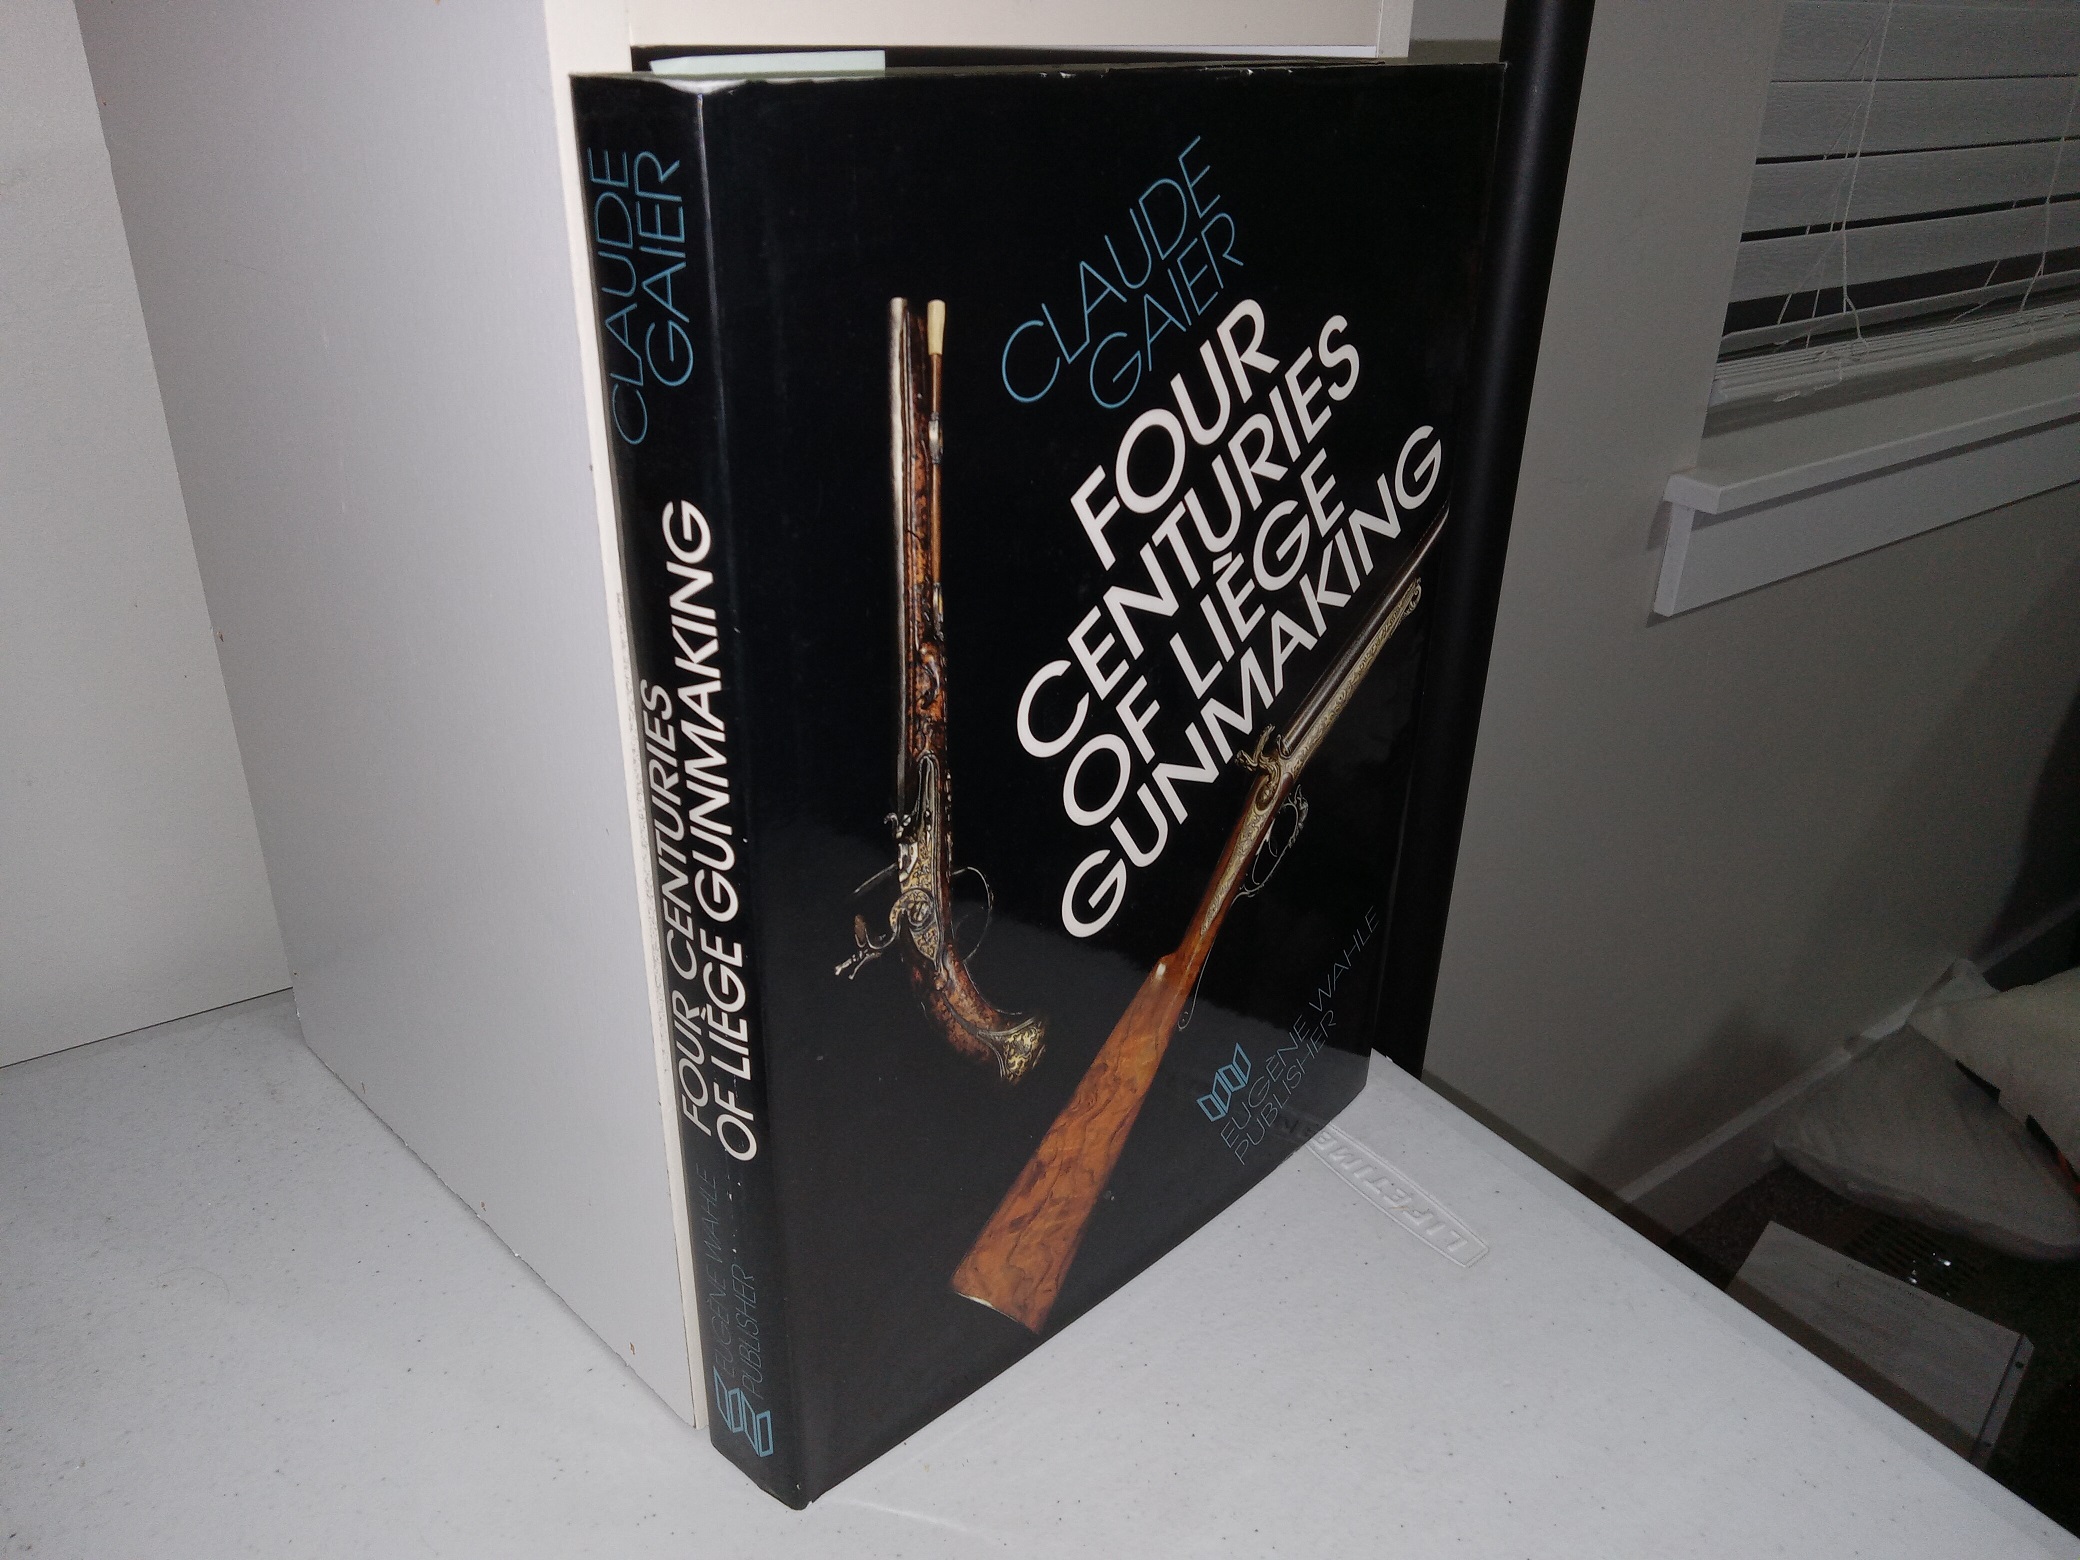 CLAUDE
GAIER
FOUR CENTURIES
OF LIÈGE GUNMAKING
EUGÈNE WAHLE
PUBLISHER
CLAUDE
GAIER
FOUR
CENTURIES
OF LIÈGE
GUNMAKING
EUGÈNE WAHLE
PUBLISHER
LIFETIME